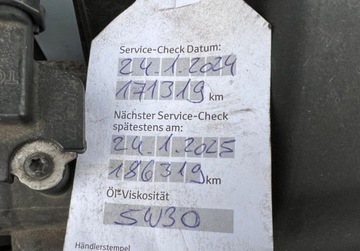 Service-Check Datum:
24.1.2024
171319 km
Nächster Service-Check
spätestens am:
24.1.2025
186319 km
Öl-Viskosität
5W30
Händlerstempel